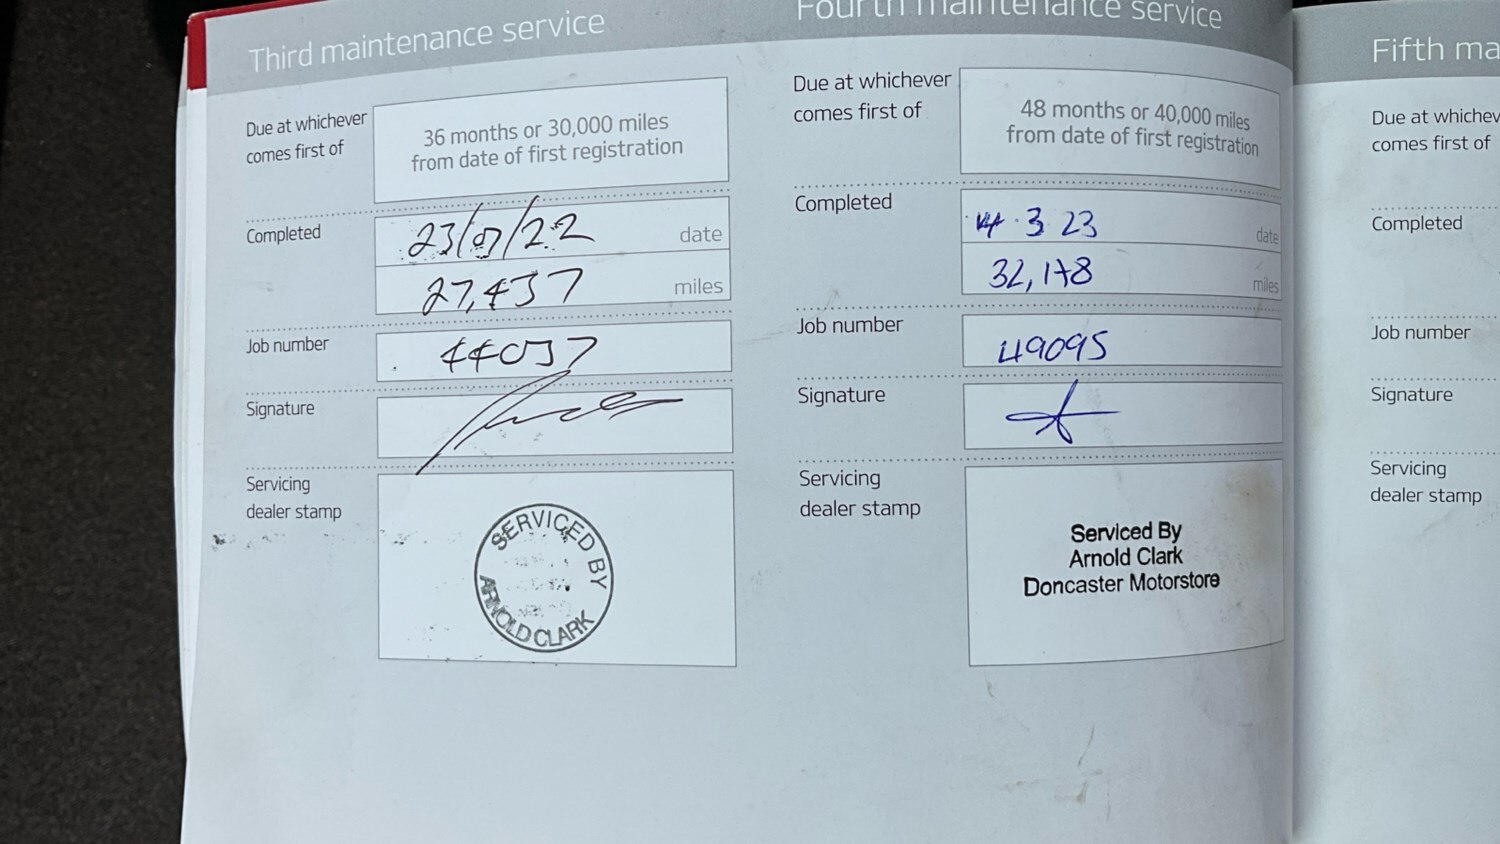 Third maintenance service
Due at whichever
comes first of
36 months or 30,000 miles
from date of first registration
Completed
23/07/22 date
27,437 miles
Job number
44057
Signature
Servicing
dealer stamp
SERVICED BY
ARNOLD CLARK
Fourth maintenance service
Due at whichever
comes first of
48 months or 40,000 miles
from date of first registration
Completed
3 23 date
miles
Job number
49095
Signature
Servicing
dealer stamp
Serviced By
Arnold Clark
Doncaster Motorstore
Fifth ma
Due at whichev
comes first of
Completed
Job number
Signature
Servicing
dealer stamp